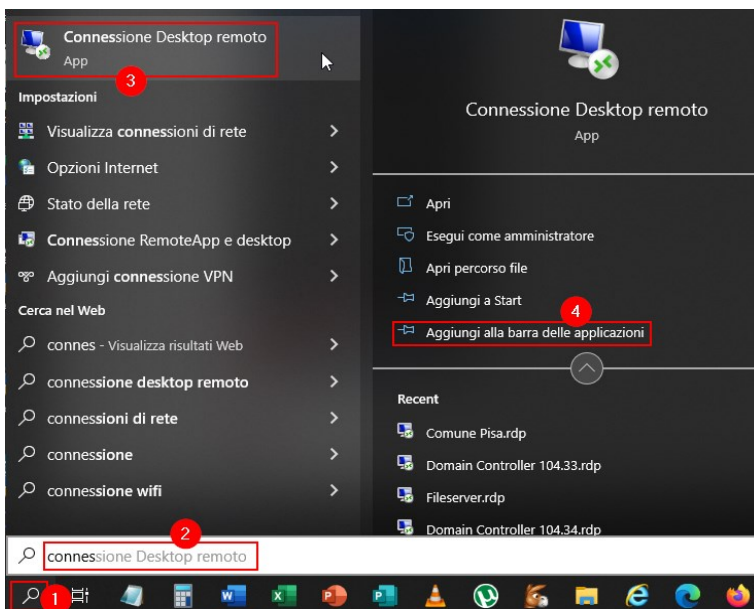 Connessione Desktop remoto
App
3
Impostazioni
Visualizza connessioni di rete
Opzioni Internet
Stato della rete
Connessione RemoteApp e desktop
Aggiungi connessione VPN
Cerca nel Web
connes - Visualizza risultati Web
connessione desktop remoto
connessioni di rete
connessione
connessione wifi
2
connessione Desktop remoto
1
Connessione Desktop remoto
App
Apri
Esegui come amministratore
Apri percorso file
Aggiungi a Start
4
Aggiungi alla barra delle applicazioni
Recent
Comune Pisa.rdp
Domain Controller 104.33.rdp
Fileserver.rdp
Domain Controller 104.34.rdp